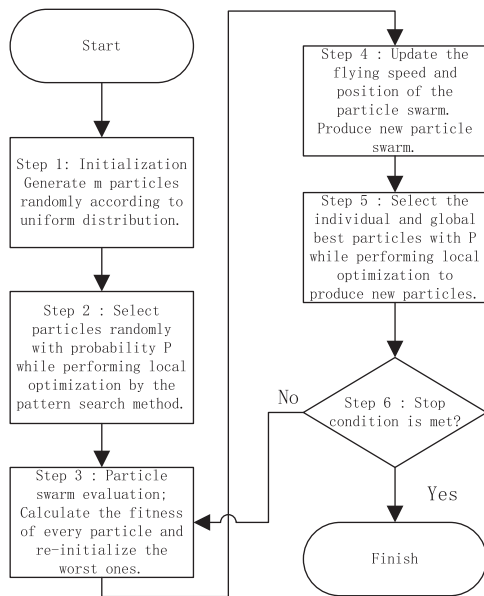 Start
Step 1: Initialization
Generate m particles
randomly according to
uniform distribution.
Step 2 : Select
particles randomly
with probability P
while performing local
optimization by the
pattern search method.
Step 3 : Particle
swarm evaluation;
Calculate the fitness
of every particle and
re-initialize the
worst ones.
Step 4 : Update the
flying speed and
position of the
particle swarm.
Produce new particle
swarm.
Step 5 : Select the
individual and global
best particles with P
while performing local
optimization to
produce new particles.
Step 6 : Stop
condition is met?
No
Yes
Finish